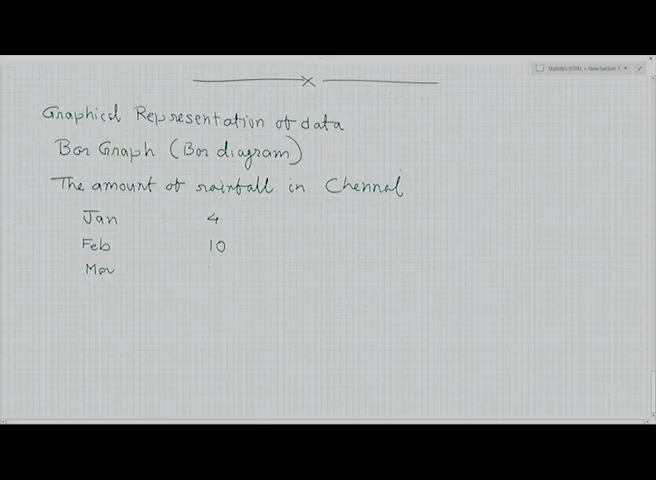 Graphical Representation of data
Bar Graph (Bar diagram)
The amount of rainfall in Chennai
Jan 4
Feb 10
Mar